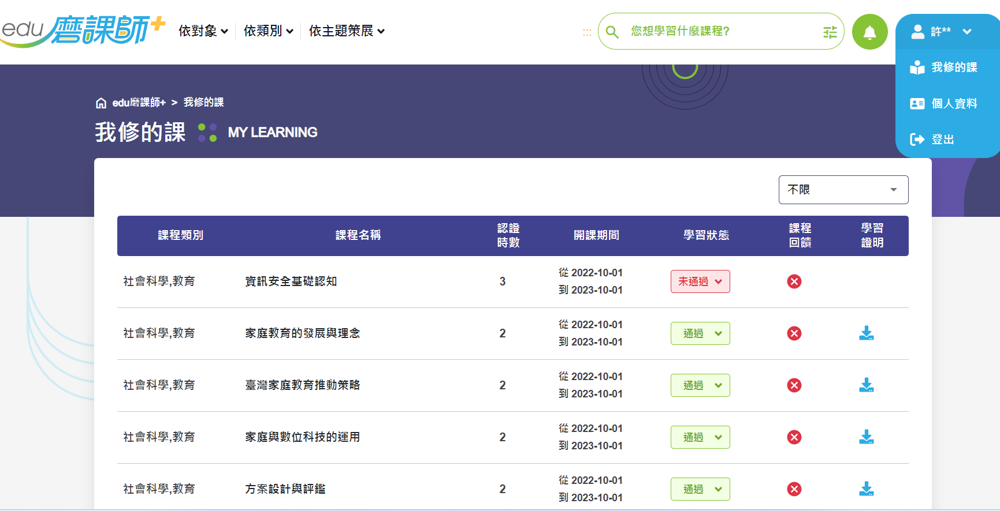 edu磨課師+
依對象
依類別
依主題策展
:::
您想學習什麼課程?
許**
我修的課
個人資料
登出
edu磨課師+ > 我修的課
我修的課 MY LEARNING
不限
課程類別 課程名稱 認證時數 開課期間 學習狀態 課程回饋 學習證明
社會科學,教育 資訊安全基礎認知 3 從 2022-10-01 未通過
到 2023-10-01
社會科學,教育 家庭教育的發展與理念 2 從 2022-10-01 通過
到 2023-10-01
社會科學,教育 臺灣家庭教育推動策略 2 從 2022-10-01 通過
到 2023-10-01
社會科學,教育 家庭與數位科技的運用 2 從 2022-10-01 通過
到 2023-10-01
社會科學,教育 方案設計與評鑑 2 從 2022-10-01 通過
到 2023-10-01